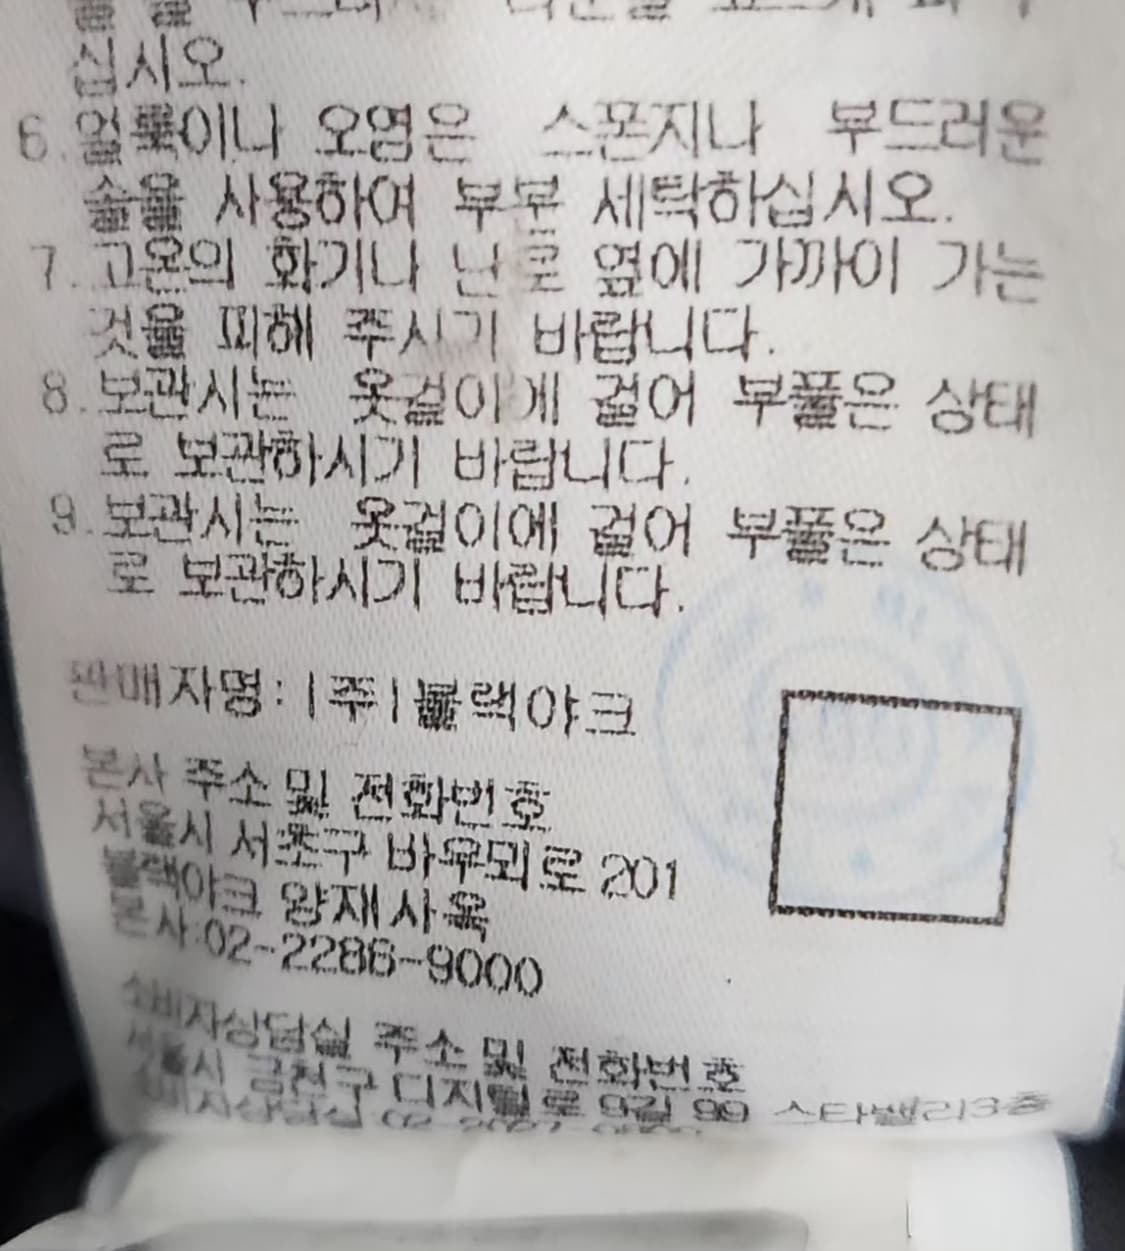 십시오.
6. 얼룩이나 오염은 스폰지나 부드러운
솔을 사용하여 부분 세탁하십시오.
7. 고온의 화기나 난로 옆에 가까이 가는
것을 피해 주시기 바랍니다.
8. 보관시는 옷걸이게 걸어 부풀은 상태
로 보관하시기 바랍니다.
9. 보관시는 옷걸이에 걸어 부풀은 상태
로 보관하시기 바랍니다.
판매자명: |주|블랙야크
본사 주소 및 전화번호
서울시 서초구 바우뫼로 201
블랙야크 양재사옥
본사:02-2286-9000
소비자상담실 주소 및 전화번호
서울시 금천구 디지털로 9길 99 스타밸리3층
소비자상담실